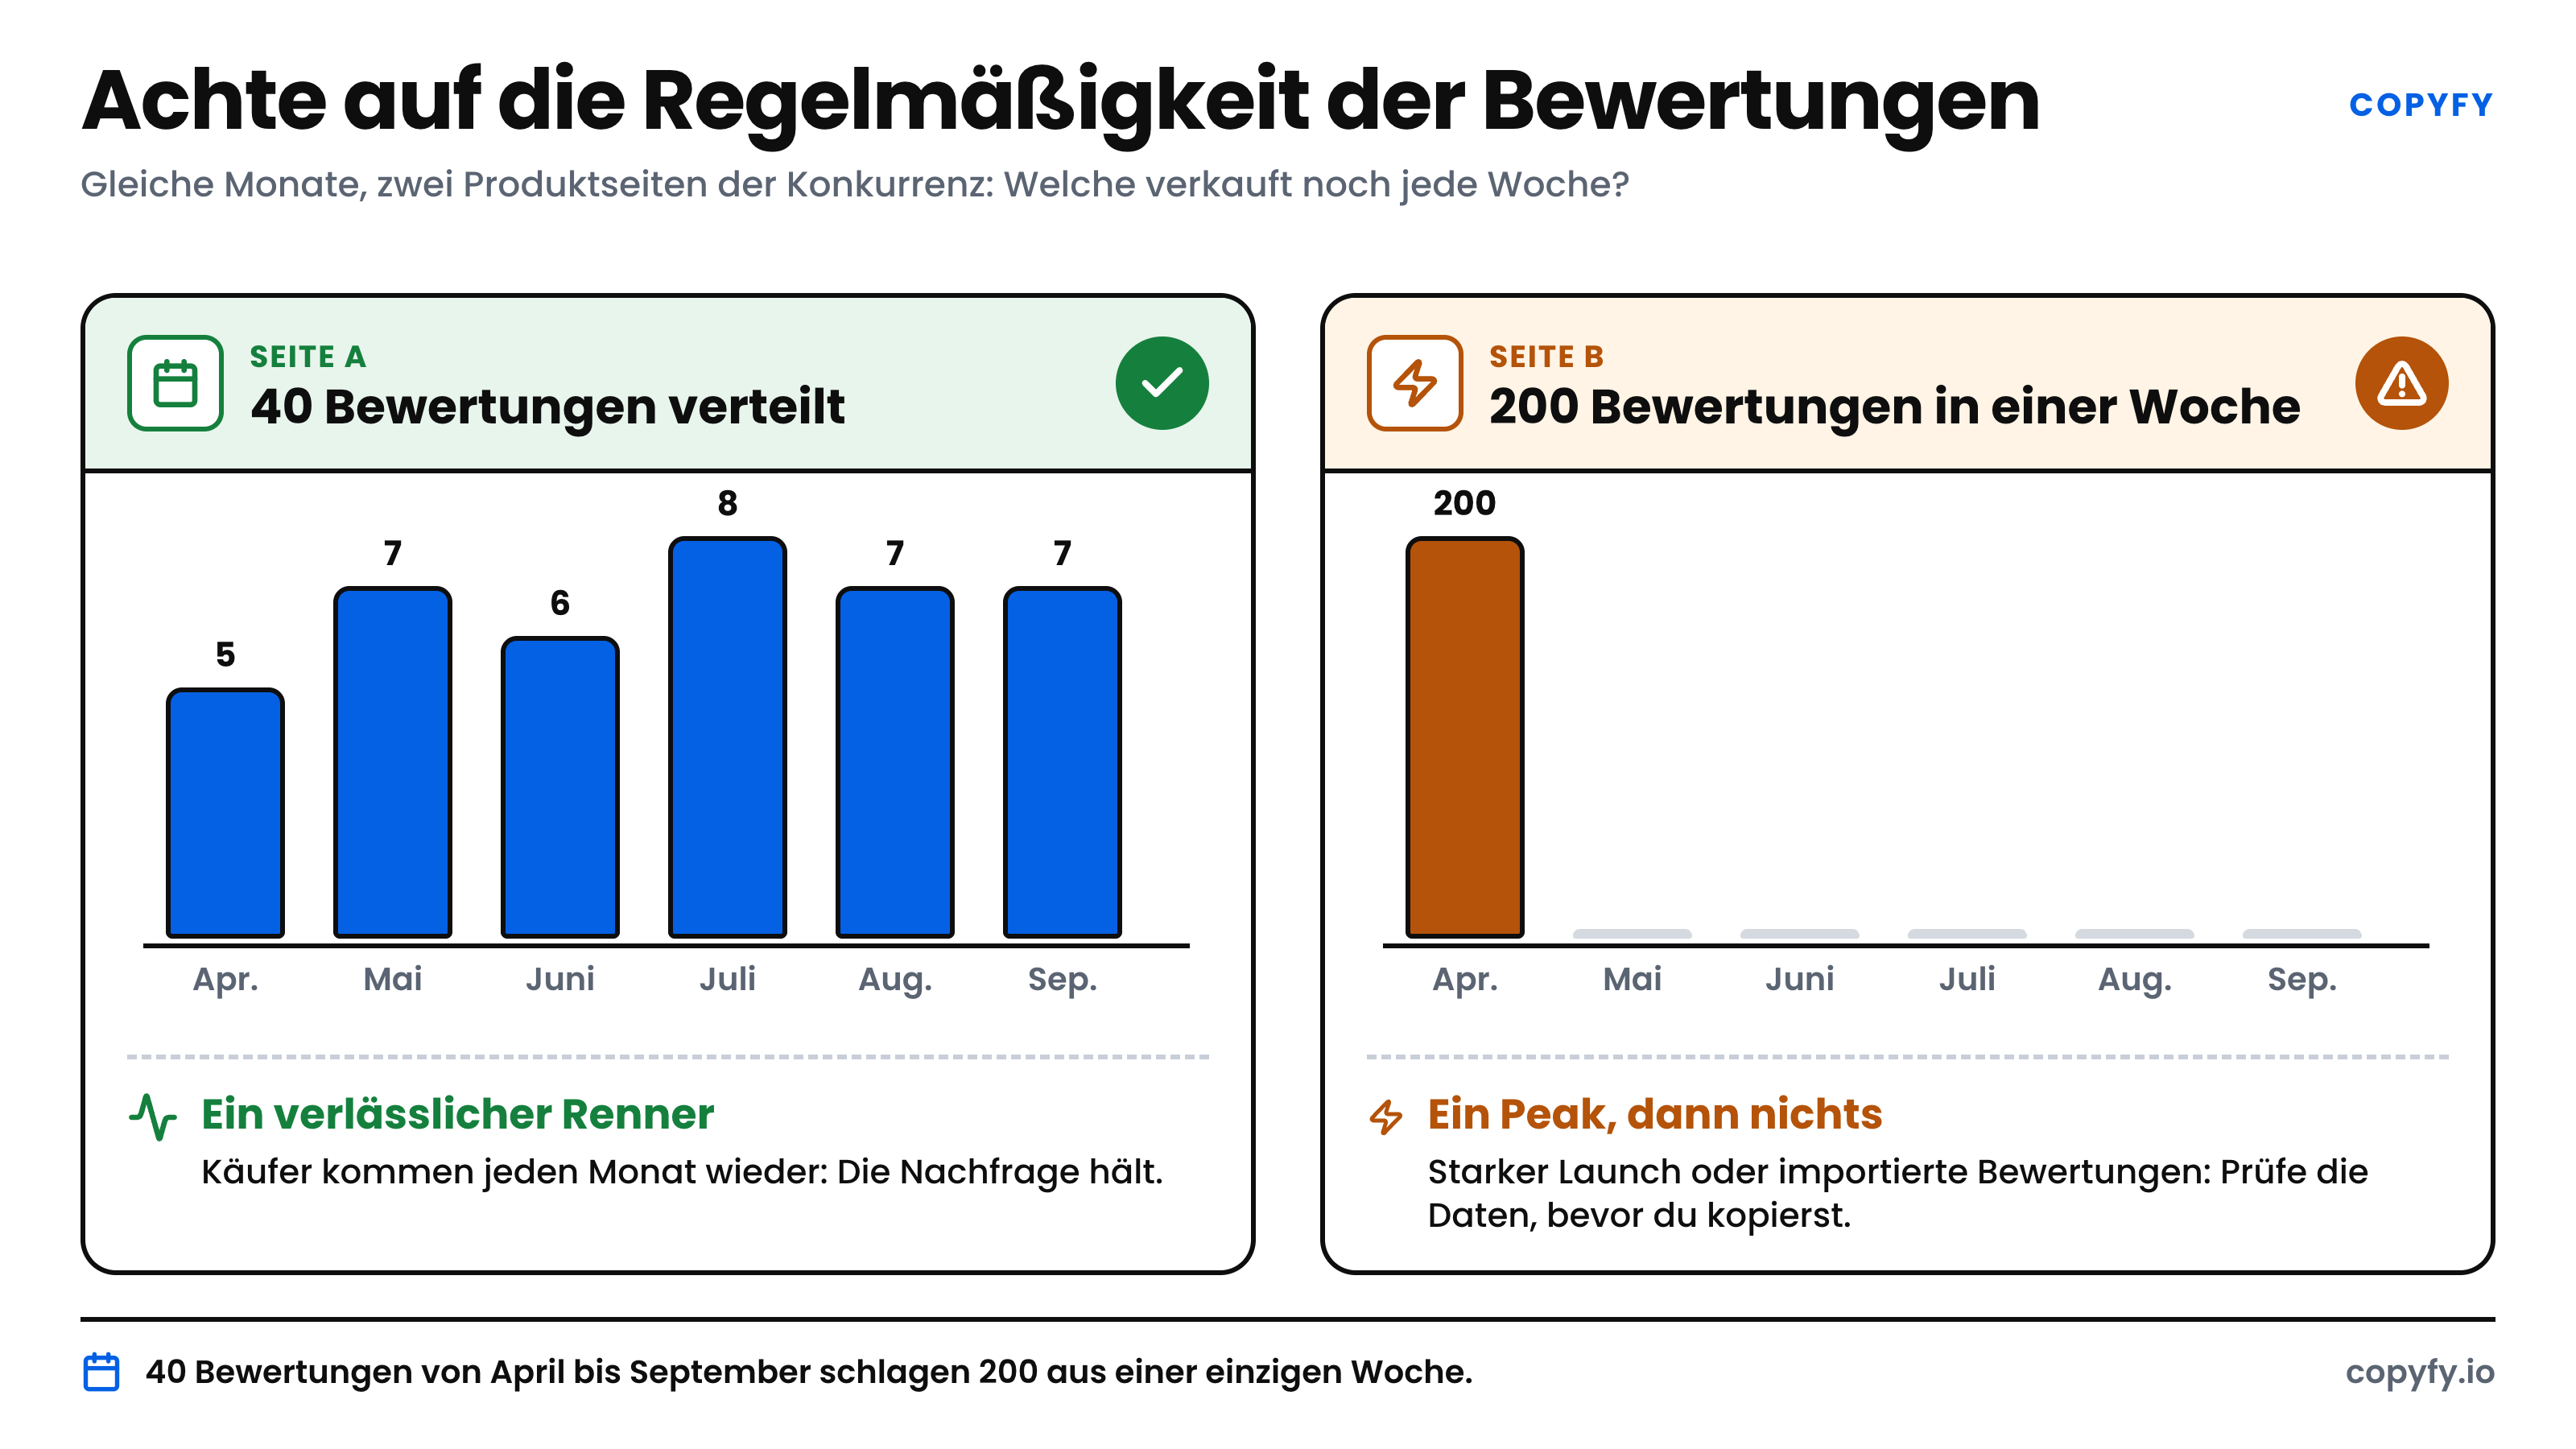 Achte auf die Regelmäßigkeit der Bewertungen
COPYFY
Gleiche Monate, zwei Produktseiten der Konkurrenz: Welche verkauft noch jede Woche?
SEITE A
40 Bewertungen verteilt
5
7
6
8
7
7
Apr.
Mai
Juni
Juli
Aug.
Sep.
Ein verlässlicher Renner
Käufer kommen jeden Monat wieder: Die Nachfrage hält.
SEITE B
200 Bewertungen in einer Woche
200
Apr.
Mai
Juni
Juli
Aug.
Sep.
Ein Peak, dann nichts
Starker Launch oder importierte Bewertungen: Prüfe die
Daten, bevor du kopierst.
40 Bewertungen von April bis September schlagen 200 aus einer einzigen Woche.
copyfy.io